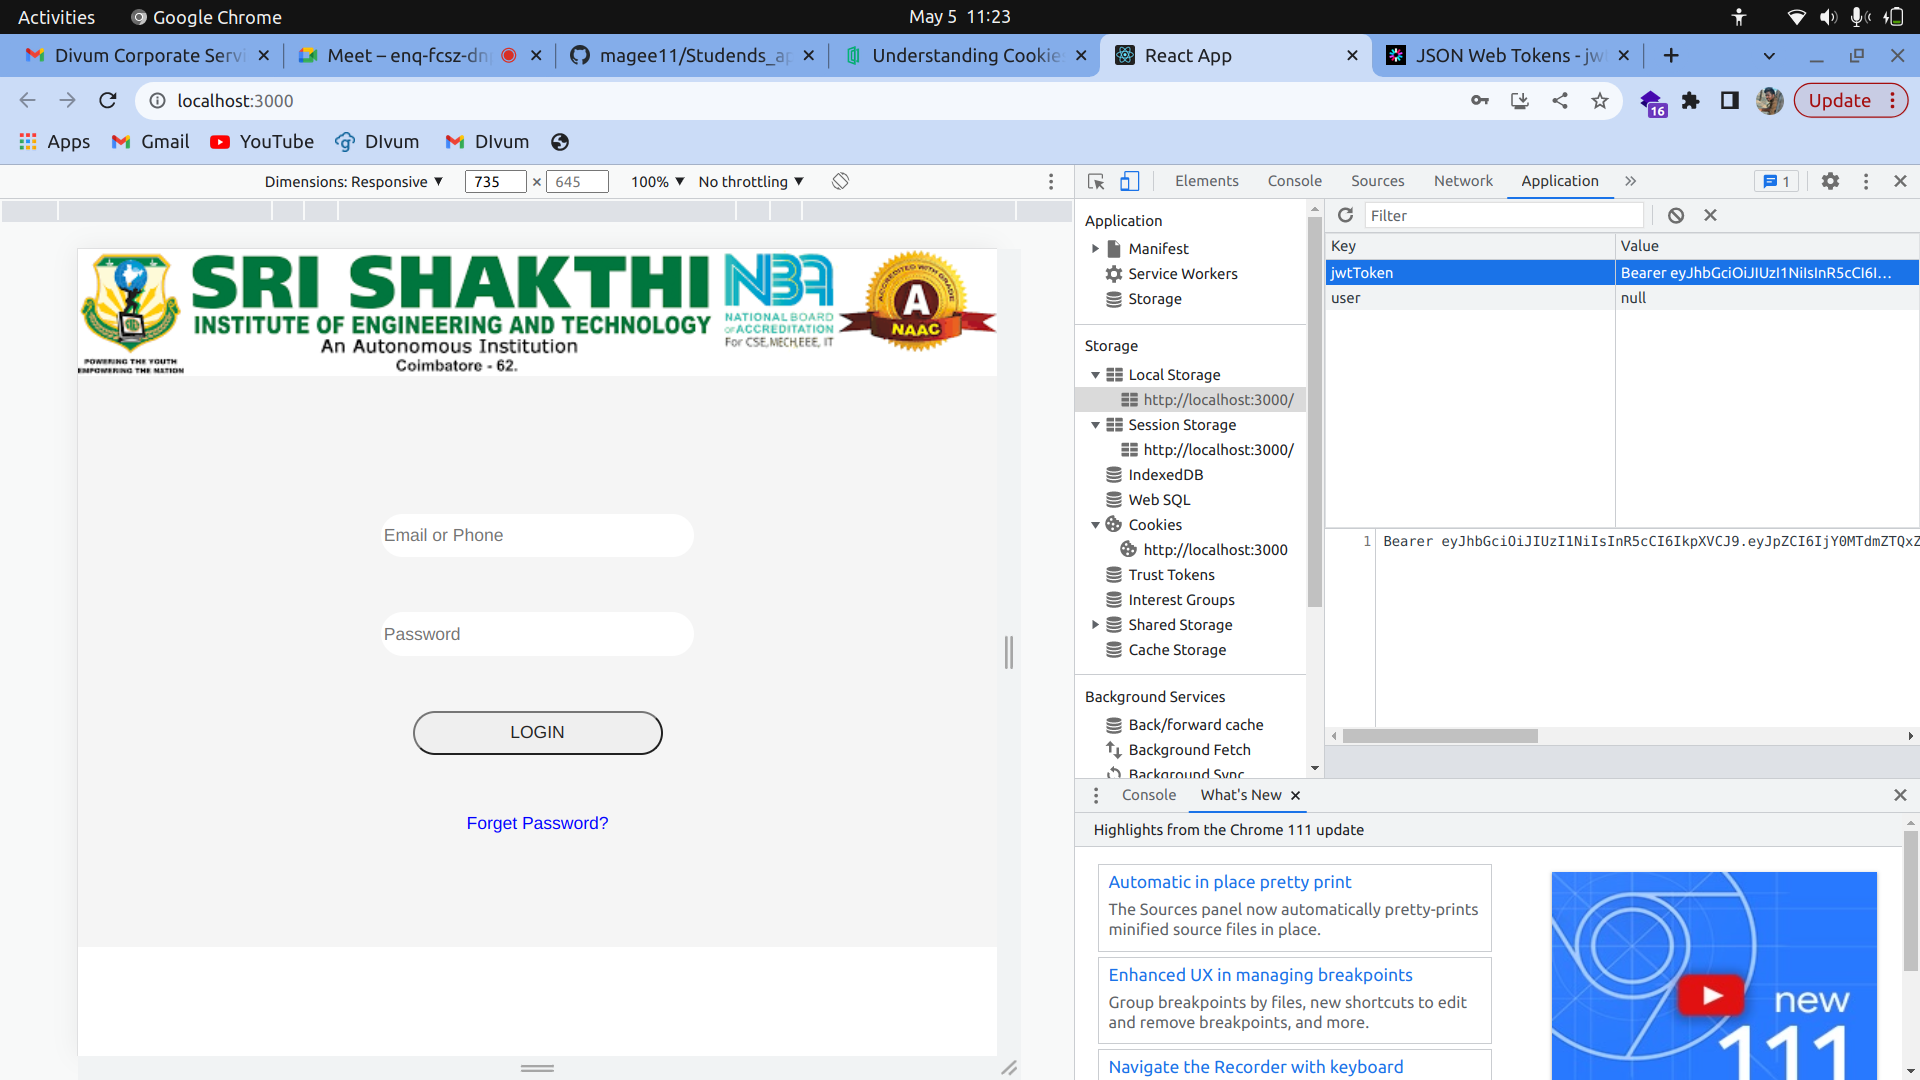 Activities
Google Chrome
May 5 11:23
Divum Corporate Servi
Meet – enq-fcsz-dn
magee11/Studends_ap
Understanding Cookie
React App
JSON Web Tokens - jw
localhost:3000
16
Update
Apps
Gmail
YouTube
DIvum
DIvum
Dimensions: Responsive
735
×
645
100%
No throttling
Elements
Console
Sources
Network
Application
1
SRI SHAKTHI
INSTITUTE OF ENGINEERING AND TECHNOLOGY
An Autonomous Institution
Coimbatore - 62.
POWERING THE YOUTH
EMPOWERING THE NATION
NBA
NATIONAL BOARD
of ACCREDITATION
For CSE,MECH,EEE, IT
ACCREDITED WITH GRADE
A
NAAC
Email or Phone
Password
LOGIN
Forget Password?
Application
Manifest
Service Workers
Storage
Storage
Local Storage
http://localhost:3000/
Session Storage
http://localhost:3000/
IndexedDB
Web SQL
Cookies
http://localhost:3000
Trust Tokens
Interest Groups
Shared Storage
Cache Storage
Background Services
Back/forward cache
Background Fetch
Background Sync
Filter
Key
Value
jwtToken
Bearer eyJhbGciOiJIUzI1NiIsInR5cCI6I...
user
null
1
Bearer eyJhbGciOiJIUzI1NiIsInR5cCI6IkpXVCJ9.eyJpZCI6IjY0MTdmZTQxZ
Console
What's New
Highlights from the Chrome 111 update
Automatic in place pretty print
The Sources panel now automatically pretty-prints
minified source files in place.
Enhanced UX in managing breakpoints
Group breakpoints by files, new shortcuts to edit
and remove breakpoints, and more.
Navigate the Recorder with keyboard
new
111